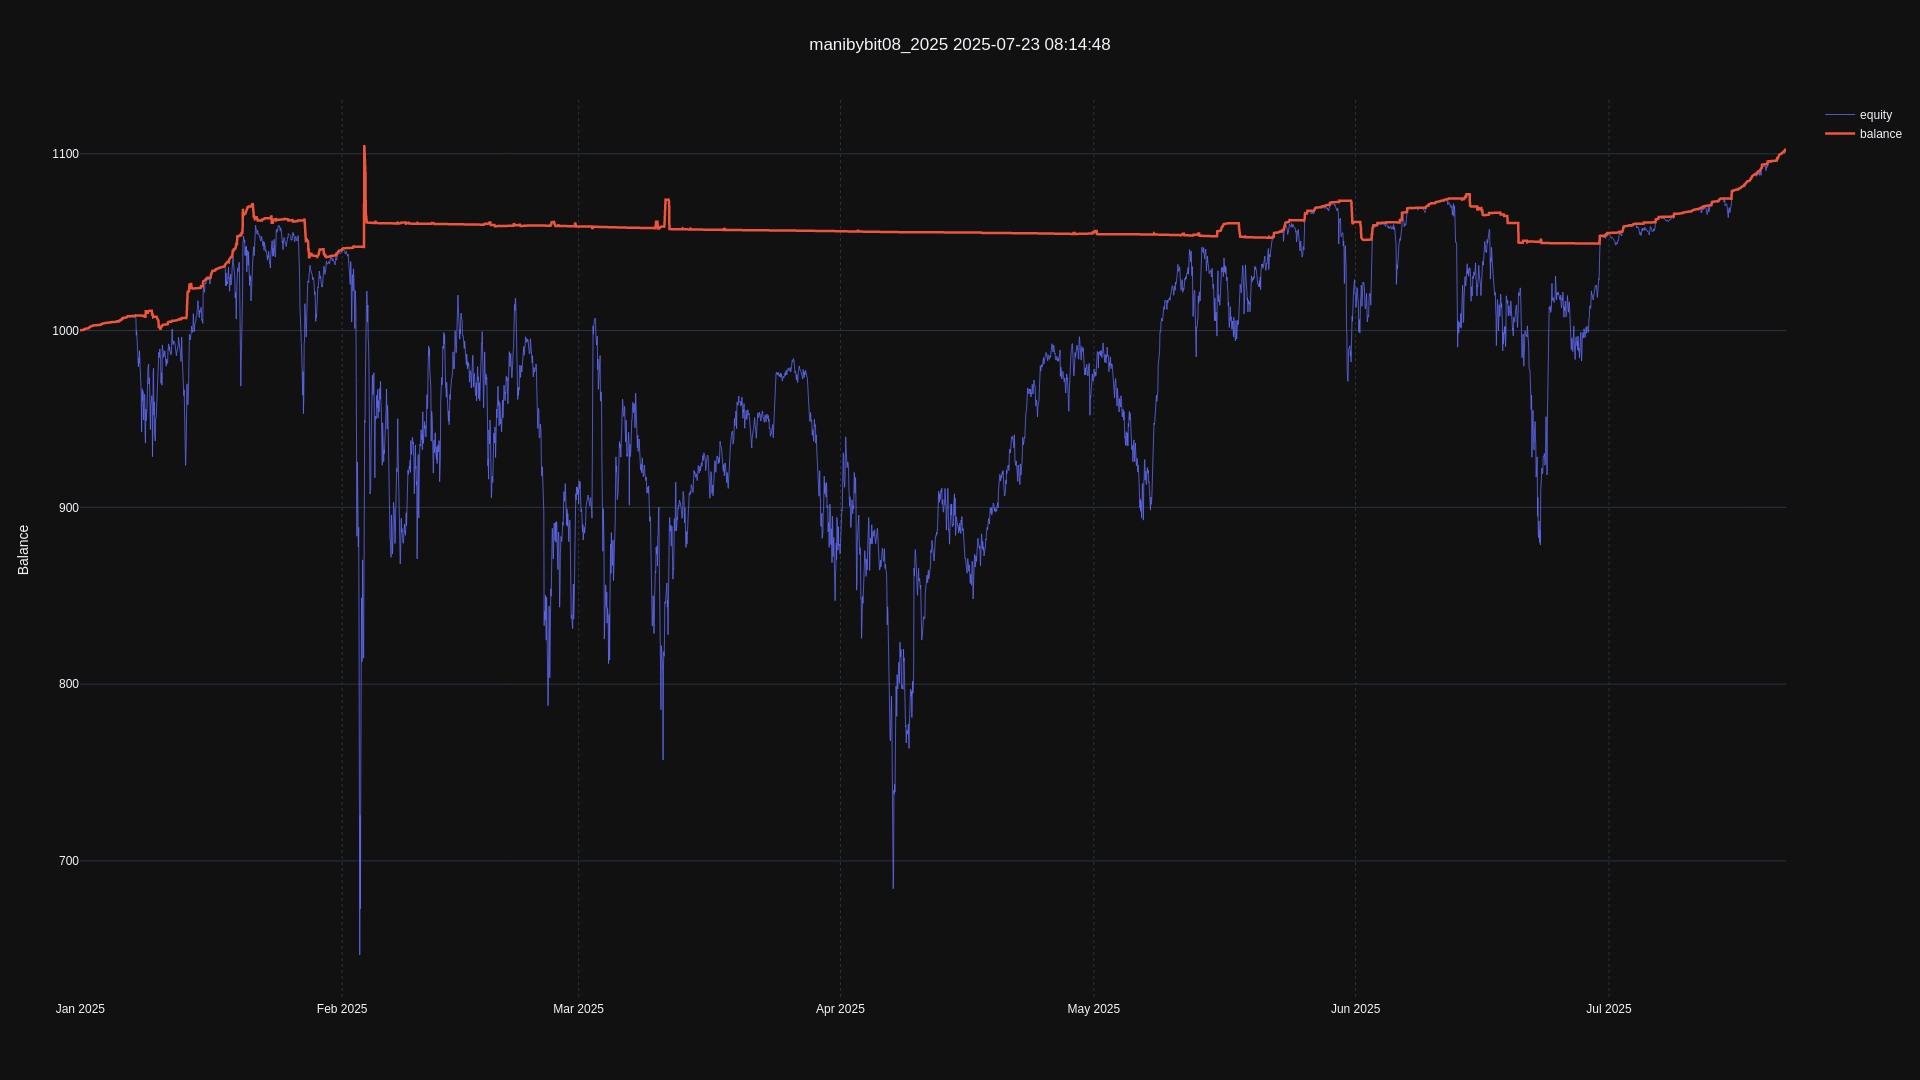 manibybit08_2025 2025-07-23 08:14:48
equity
balance
Balance
1100
1000
900
800
700
Jan 2025
Feb 2025
Mar 2025
Apr 2025
May 2025
Jun 2025
Jul 2025